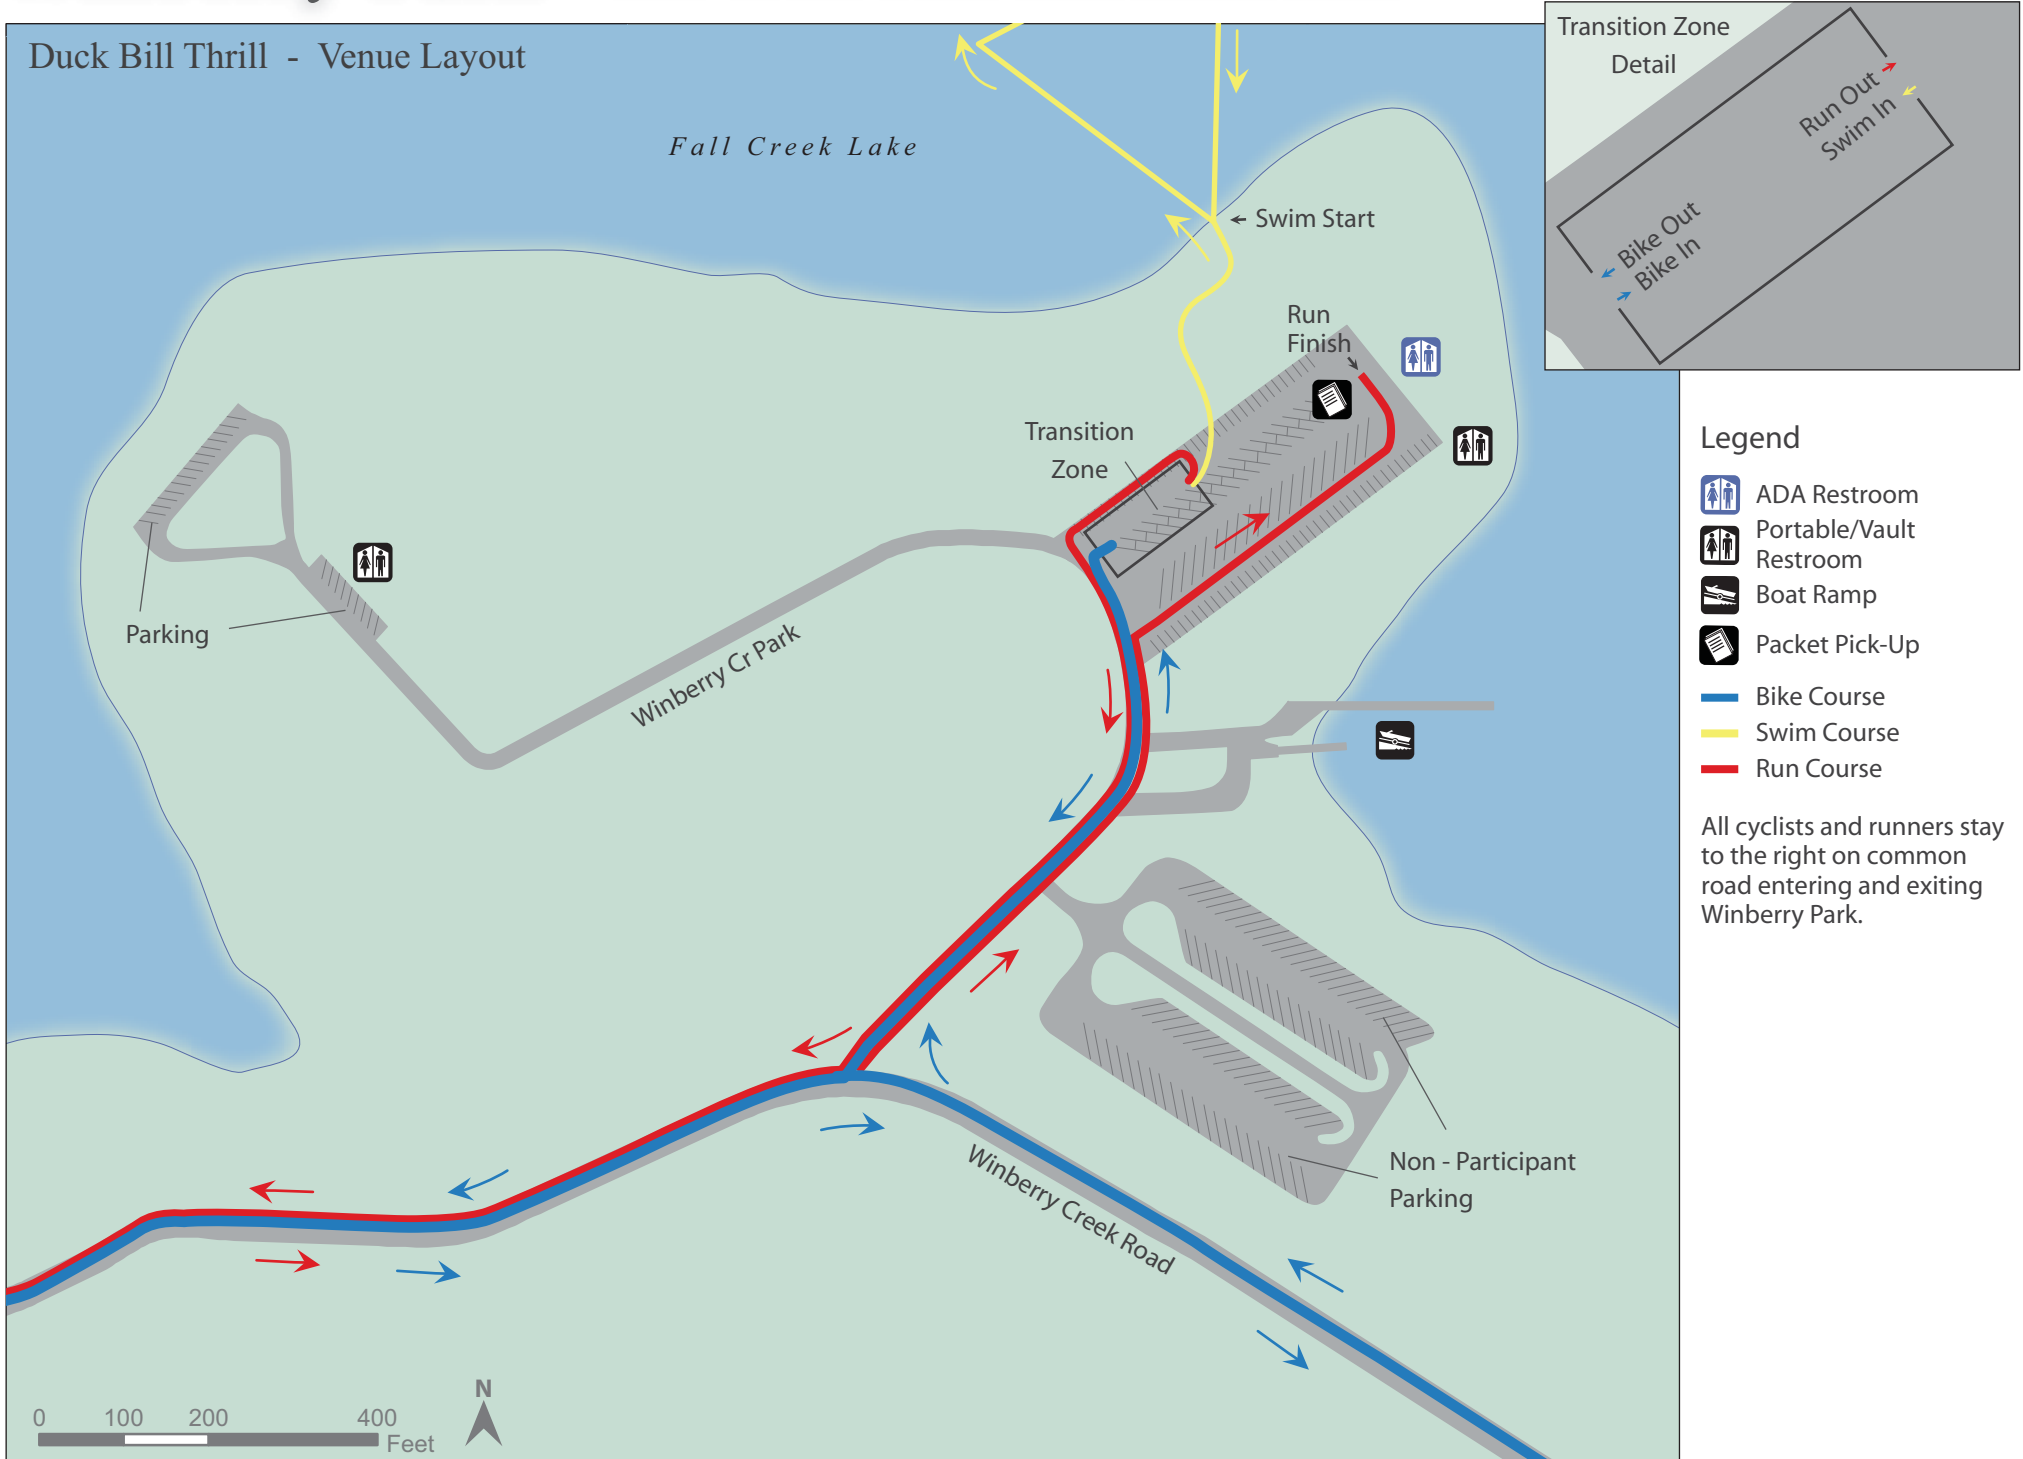 Duck Bill Thrill - Venue Layout
Fall Creek Lake
Swim Start
Run
Finish
Transition
Zone
Parking
Winberry Cr Park
Non - Participant
Parking
Winberry Creek Road
0 100 200 400
Feet
N
Transition Zone
Detail
Run Out
Swim In
Bike Out
Bike In
Legend
ADA Restroom
Portable/Vault
Restroom
Boat Ramp
Packet Pick-Up
Bike Course
Swim Course
Run Course
All cyclists and runners stay
to the right on common
road entering and exiting
Winberry Park.